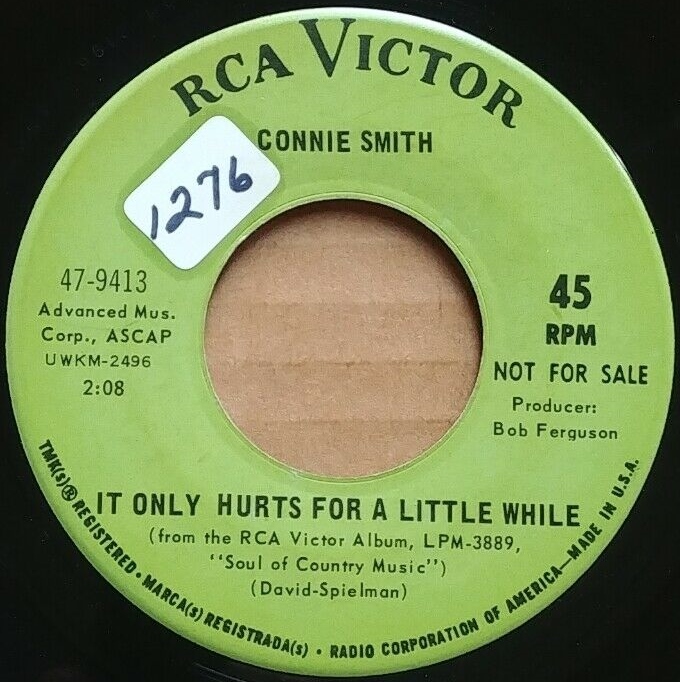 RCA VICTOR
CONNIE SMITH
1276
47-9413
Advanced Mus.
Corp., ASCAP
UWKM-2496
2:08
45
RPM
NOT FOR SALE
Producer:
Bob Ferguson
IT ONLY HURTS FOR A LITTLE WHILE
(from the RCA Victor Album, LPM-3889,
"Soul of Country Music")
(David-Spielman)
TMK(s)® REGISTERED • MARCA(s) REGISTRADA(s) • RADIO CORPORATION OF AMERICA—MADE IN U.S.A.